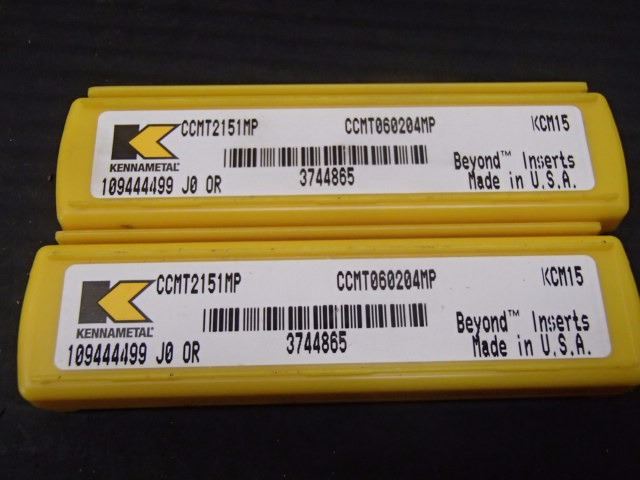 CCMT2151MP CCMT060204MP KCM15
KENNAMETAL
Beyond™ Inserts
109444499 J0 OR 3744865 Made in U.S.A.
CCMT2151MP CCMT060204MP KCM15
KENNAMETAL
Beyond™ Inserts
109444499 J0 OR 3744865 Made in U.S.A.